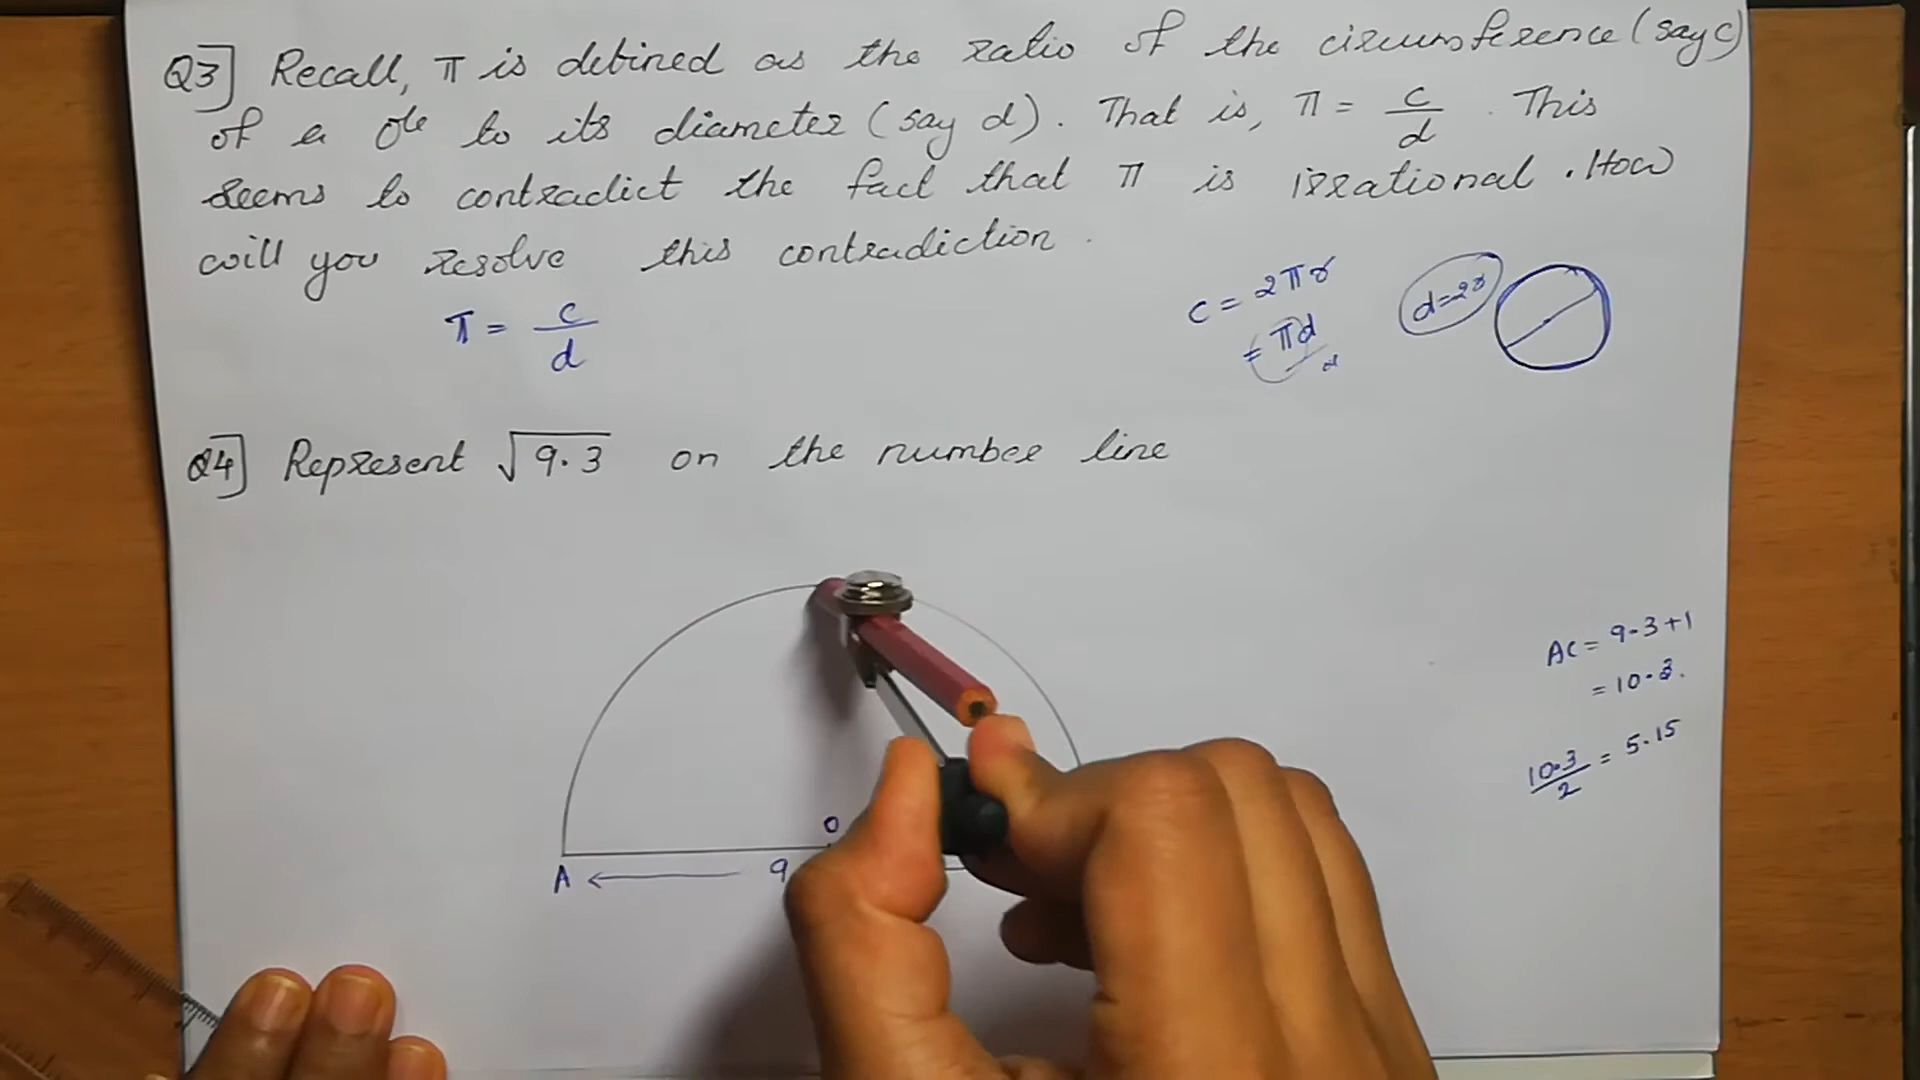 Q3] Recall, π is defined as the ratio of the circumference (say c)
of a ole to its diameter (say d). That is, π = c/d. This
seems to contradict the fact that π is irrational. How
will you resolve this contradiction.
π = c/d
c = 2πr
= πd
d=2r
Q4] Represent √9.3 on the number line
AC = 9.3+1
= 10.3.
10.3/2 = 5.15
O
A ← 9